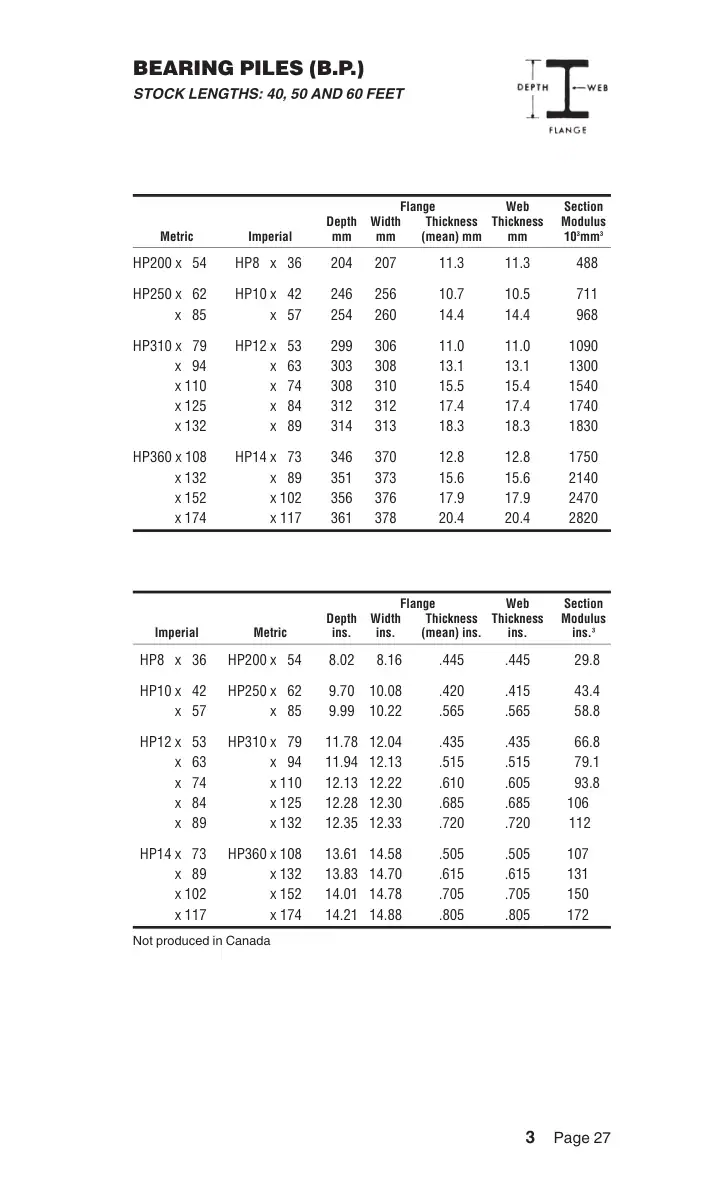 BEARING PILES (B.P.)
STOCK LENGTHS: 40, 50 AND 60 FEET
DEPTH
WEB
FLANGE
Flange Web Section
Depth Width Thickness Thickness Modulus
Metric Imperial mm mm (mean) mm mm 10³mm³
HP200 x 54 HP8 x 36 204 207 11.3 11.3 488
HP250 x 62 HP10 x 42 246 256 10.7 10.5 711
x 85 x 57 254 260 14.4 14.4 968
HP310 x 79 HP12 x 53 299 306 11.0 11.0 1090
x 94 x 63 303 308 13.1 13.1 1300
x 110 x 74 308 310 15.5 15.4 1540
x 125 x 84 312 312 17.4 17.4 1740
x 132 x 89 314 313 18.3 18.3 1830
HP360 x 108 HP14 x 73 346 370 12.8 12.8 1750
x 132 x 89 351 373 15.6 15.6 2140
x 152 x 102 356 376 17.9 17.9 2470
x 174 x 117 361 378 20.4 20.4 2820
Flange Web Section
Depth Width Thickness Thickness Modulus
Imperial Metric ins. ins. (mean) ins. ins. ins.³
HP8 x 36 HP200 x 54 8.02 8.16 .445 .445 29.8
HP10 x 42 HP250 x 62 9.70 10.08 .420 .415 43.4
x 57 x 85 9.99 10.22 .565 .565 58.8
HP12 x 53 HP310 x 79 11.78 12.04 .435 .435 66.8
x 63 x 94 11.94 12.13 .515 .515 79.1
x 74 x 110 12.13 12.22 .610 .605 93.8
x 84 x 125 12.28 12.30 .685 .685 106
x 89 x 132 12.35 12.33 .720 .720 112
HP14 x 73 HP360 x 108 13.61 14.58 .505 .505 107
x 89 x 132 13.83 14.70 .615 .615 131
x 102 x 152 14.01 14.78 .705 .705 150
x 117 x 174 14.21 14.88 .805 .805 172
Not produced in Canada
3 Page 27